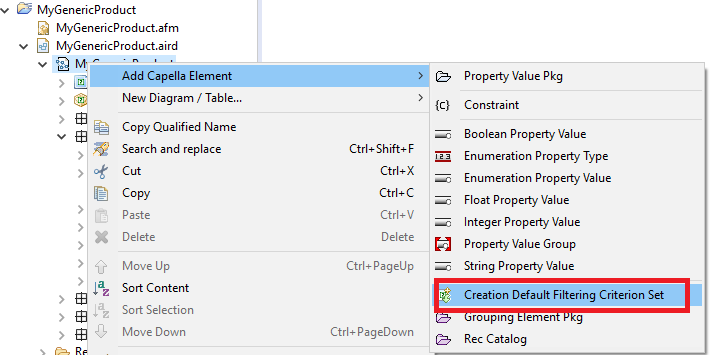 MyGenericProduct
MyGenericProduct.afm
MyGenericProduct.aird
Add Capella Element
New Diagram / Table...
Copy Qualified Name
Search and replace Ctrl+Shift+F
Cut Ctrl+X
Copy Ctrl+C
Paste Ctrl+V
Delete Delete
Move Up Ctrl+PageUp
Sort Content
Sort Selection
Move Down Ctrl+PageDown
Property Value Pkg
{c} Constraint
Boolean Property Value
Enumeration Property Type
Enumeration Property Value
Float Property Value
Integer Property Value
Property Value Group
String Property Value
Creation Default Filtering Criterion Set
Grouping Element Pkg
Rec Catalog